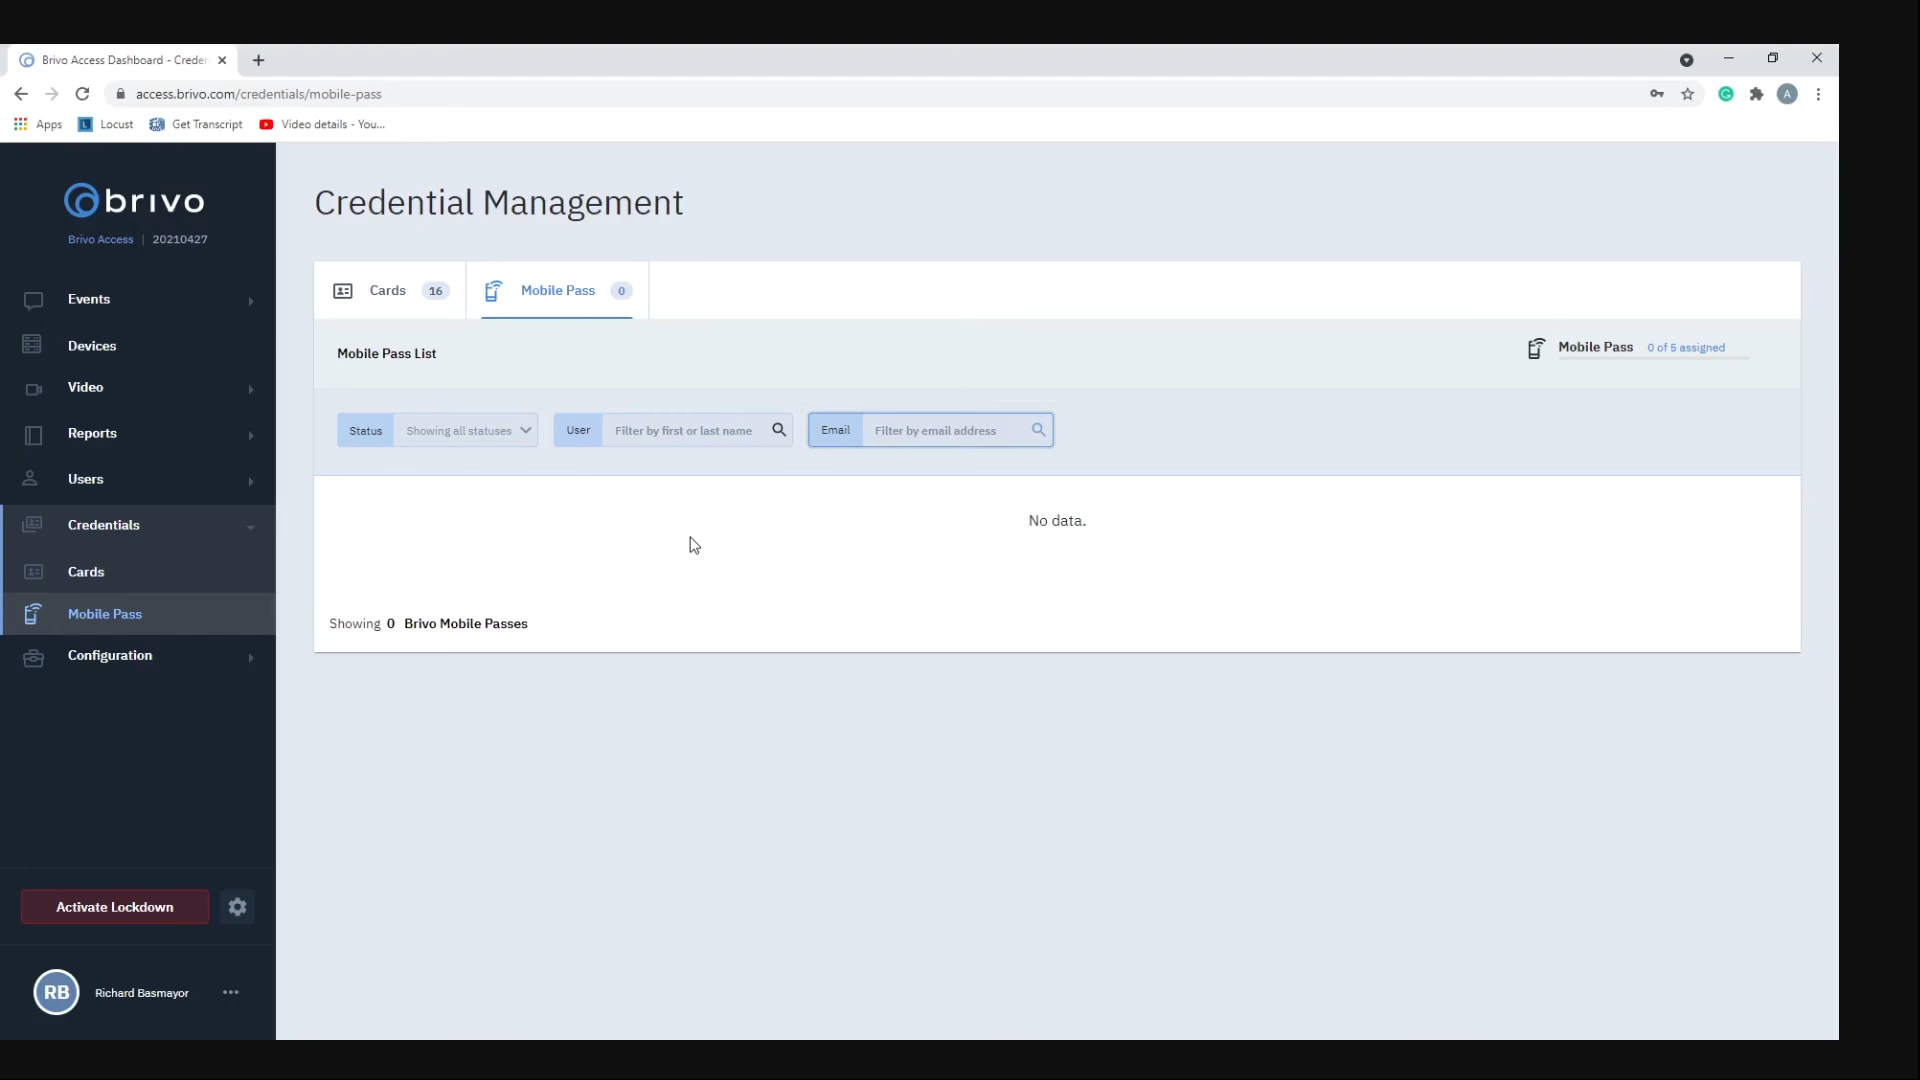 Brivo Access Dashboard - Creden
access.brivo.com/credentials/mobile-pass
A
Apps
Locust
Get Transcript
Video details - You...
brivo
Brivo Access | 20210427
Events
Devices
Video
Reports
Users
Credentials
Cards
Mobile Pass
Configuration
Activate Lockdown
RB
Richard Basmayor
Credential Management
Cards 16
Mobile Pass 0
Mobile Pass List
Mobile Pass 0 of 5 assigned
Status Showing all statuses
User Filter by first or last name
Email Filter by email address
No data.
Showing 0 Brivo Mobile Passes